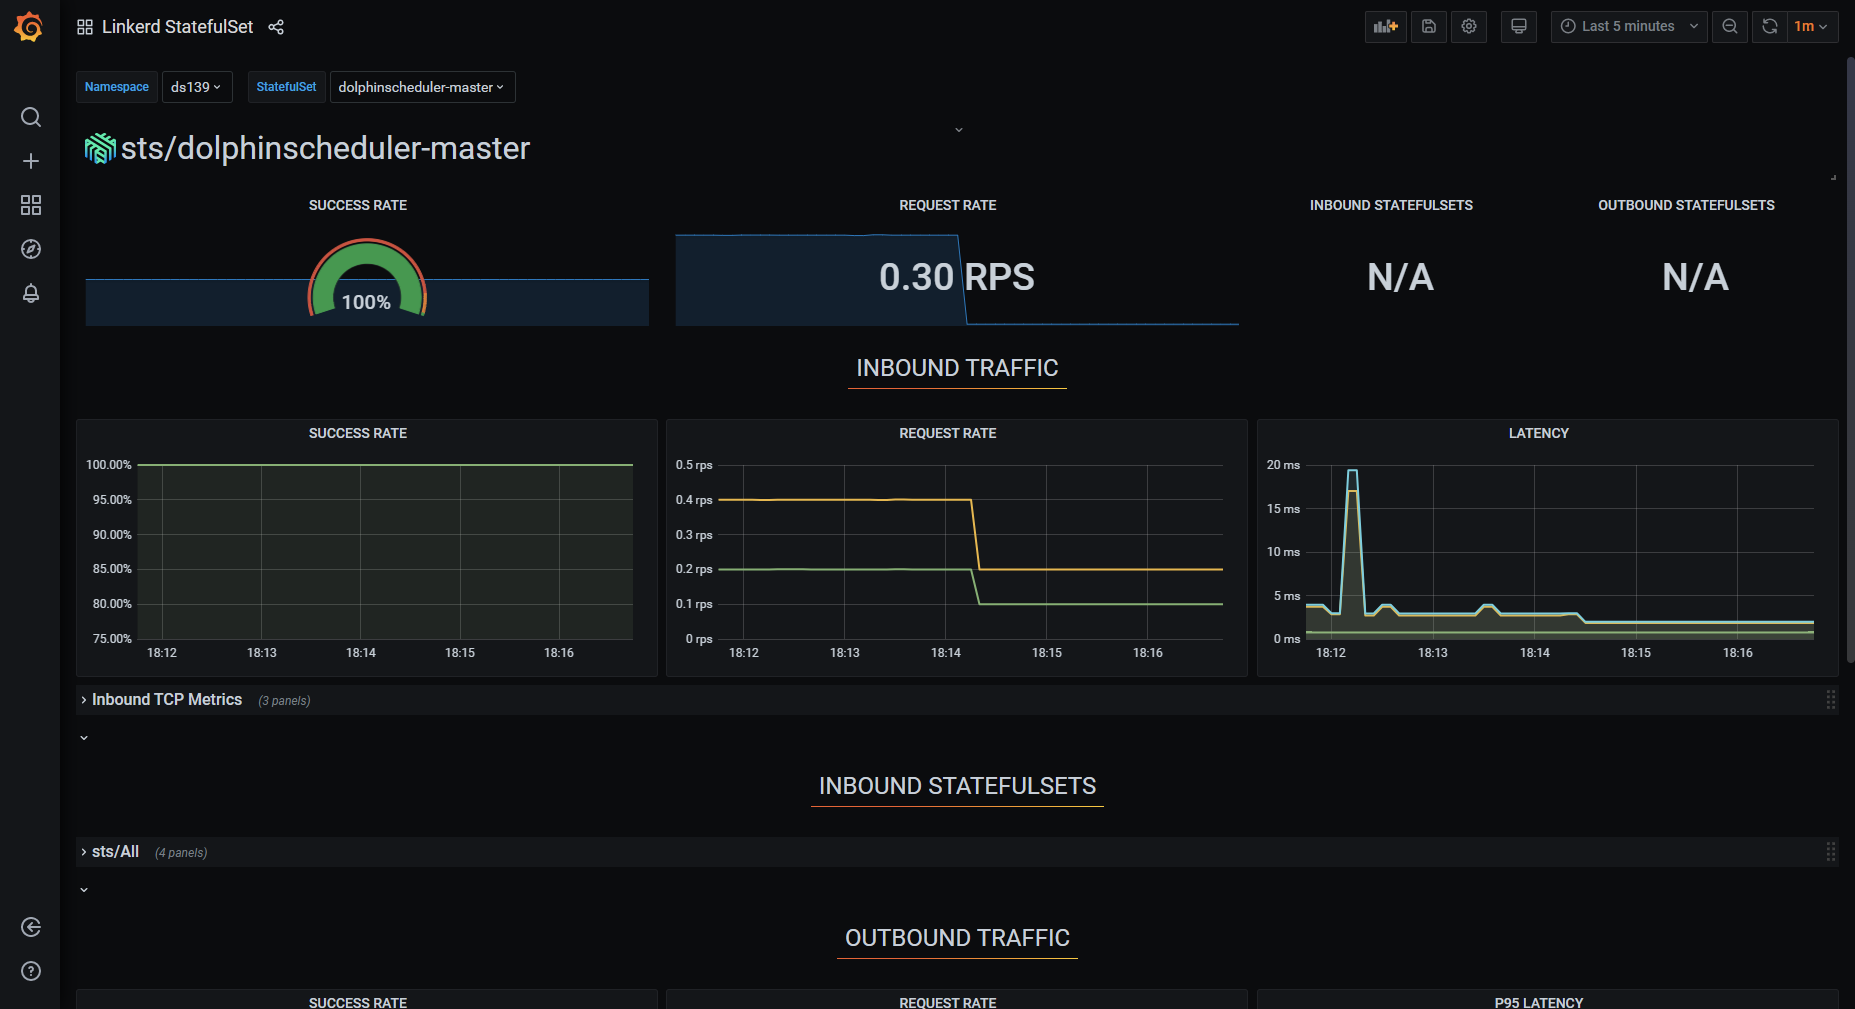 Linkerd StatefulSet
Last 5 minutes
1m
Namespace
ds139
StatefulSet
dolphinscheduler-master
sts/dolphinscheduler-master
SUCCESS RATE
REQUEST RATE
INBOUND STATEFULSETS
OUTBOUND STATEFULSETS
100%
0.30 RPS
N/A
N/A
INBOUND TRAFFIC
SUCCESS RATE
100.00%
95.00%
90.00%
85.00%
80.00%
75.00%
18:12
18:13
18:14
18:15
18:16
REQUEST RATE
0.5 rps
0.4 rps
0.3 rps
0.2 rps
0.1 rps
0 rps
18:12
18:13
18:14
18:15
18:16
LATENCY
20 ms
15 ms
10 ms
5 ms
0 ms
18:12
18:13
18:14
18:15
18:16
Inbound TCP Metrics (3 panels)
INBOUND STATEFULSETS
sts/All (4 panels)
OUTBOUND TRAFFIC
SUCCESS RATE
REQUEST RATE
P95 LATENCY